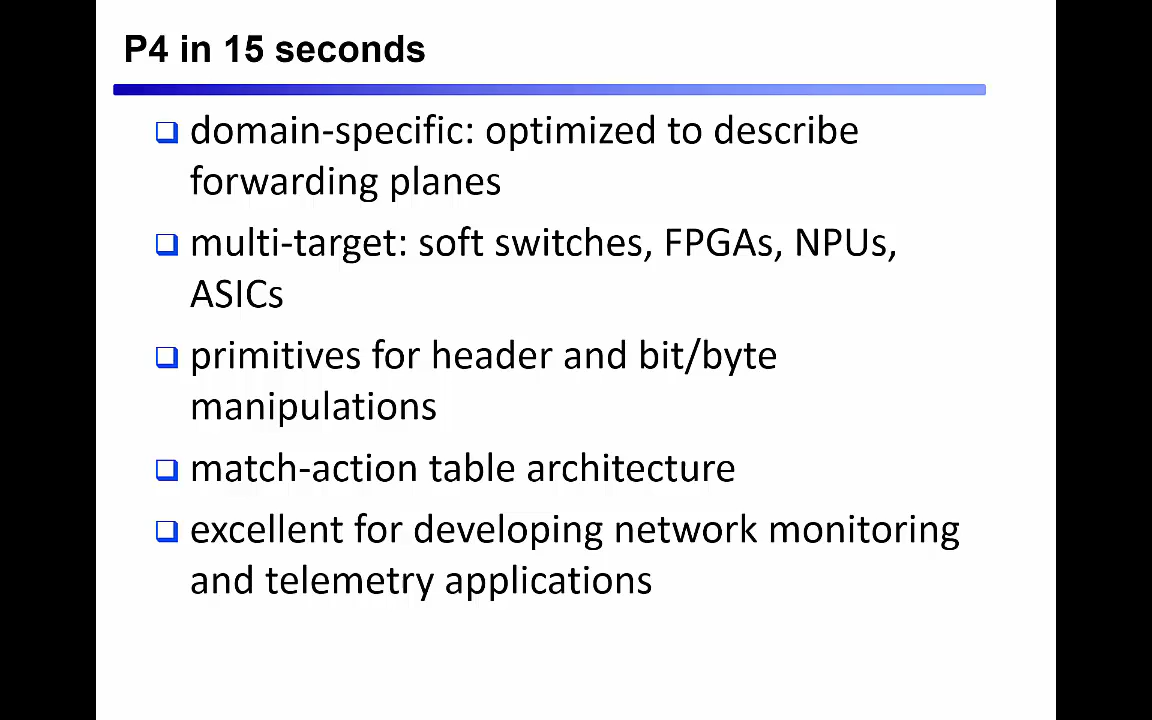 P4 in 15 seconds
domain-specific: optimized to describe
forwarding planes
multi-target: soft switches, FPGAs, NPUs,
ASICs
primitives for header and bit/byte
manipulations
match-action table architecture
excellent for developing network monitoring
and telemetry applications